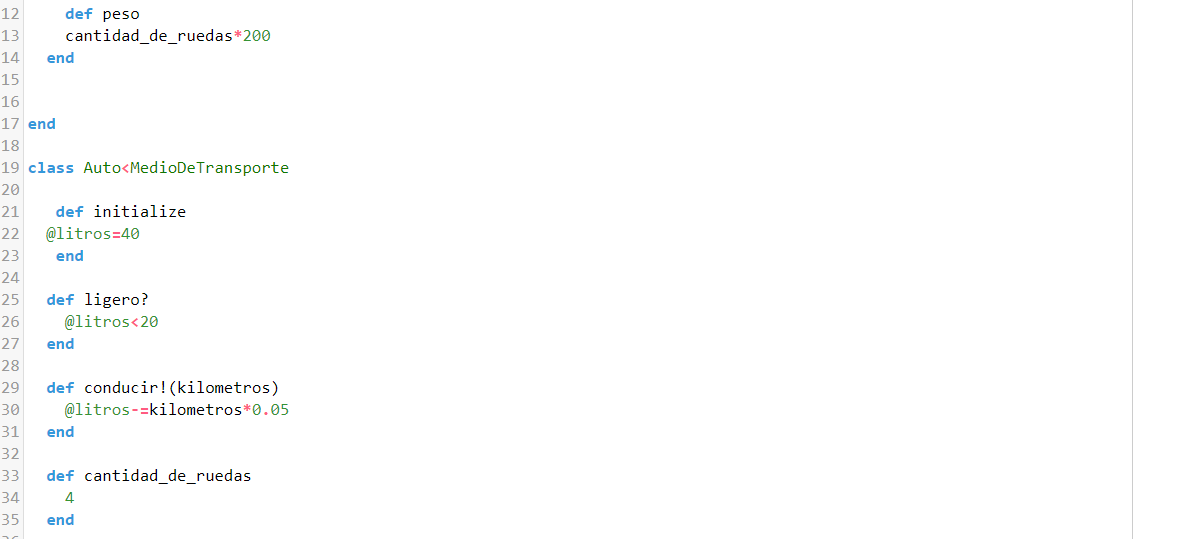 12 def peso
13 cantidad_de_ruedas*200
14 end
15
16
17 end
18
19 class Auto<MedioDeTransporte
20
21 def initialize
22 @litros=40
23 end
24
25 def ligero?
26 @litros<20
27 end
28
29 def conducir!(kilometros)
30 @litros-=kilometros*0.05
31 end
32
33 def cantidad_de_ruedas
34 4
35 end